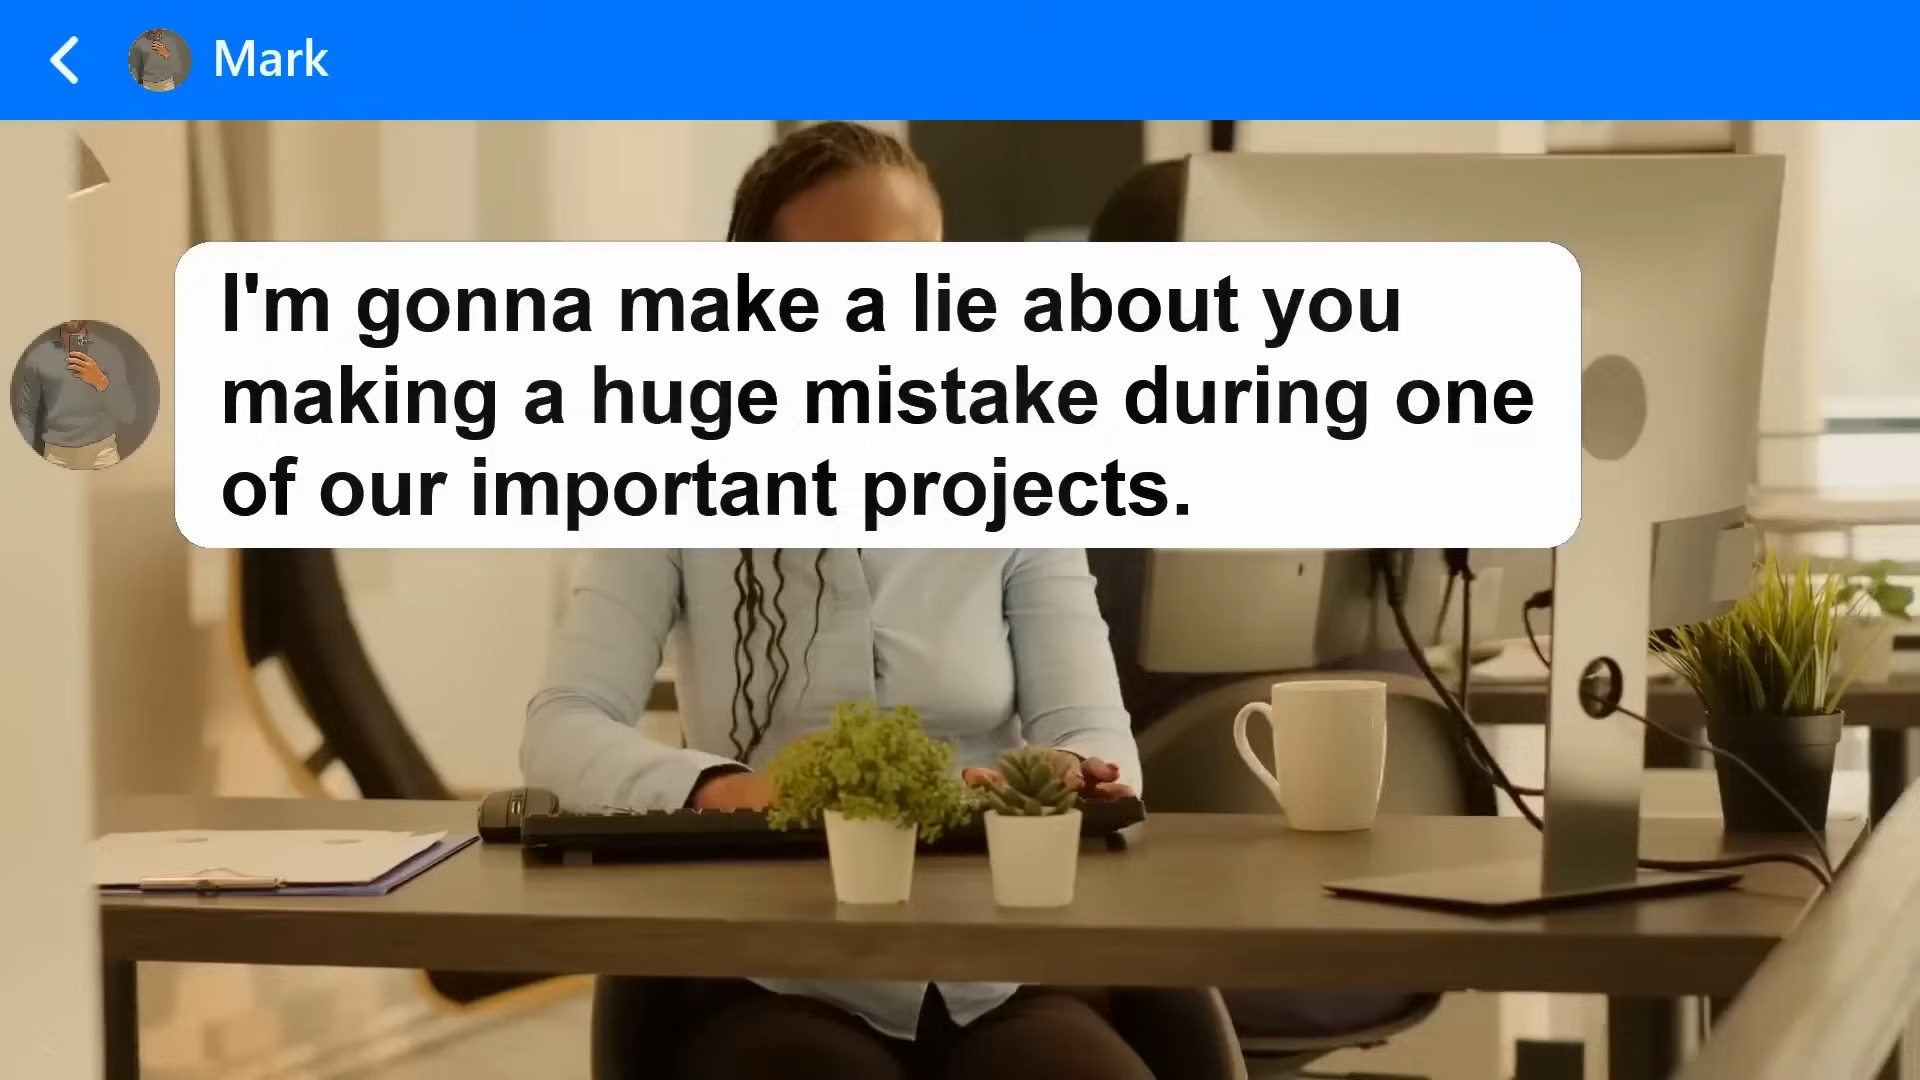 Mark
I'm gonna make a lie about you
making a huge mistake during one
of our important projects.